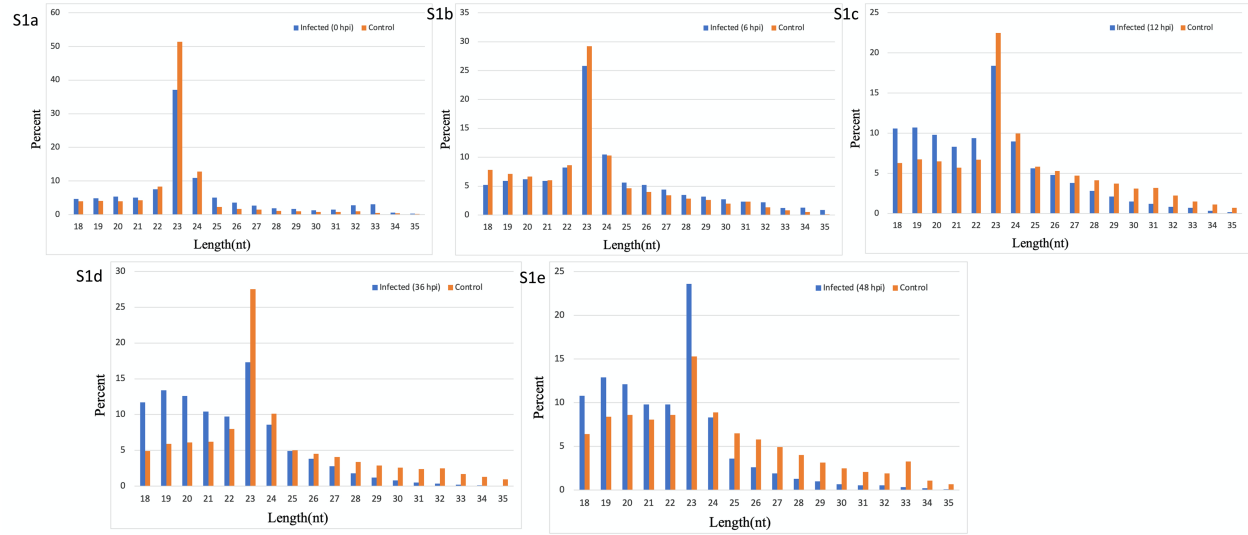 S1a
Infected (0 hpi) Control
60
50
40
30
20
10
0
Percent
18 19 20 21 22 23 24 25 26 27 28 29 30 31 32 33 34 35
Length(nt)
S1b
Infected (6 hpi) Control
35
30
25
20
15
10
5
0
Percent
18 19 20 21 22 23 24 25 26 27 28 29 30 31 32 33 34 35
Length(nt)
S1c
Infected (12 hpi) Control
25
20
15
10
5
0
Percent
18 19 20 21 22 23 24 25 26 27 28 29 30 31 32 33 34 35
Length(nt)
S1d
Infected (36 hpi) Control
30
25
20
15
10
5
0
Percent
18 19 20 21 22 23 24 25 26 27 28 29 30 31 32 33 34 35
Length(nt)
S1e
Infected (48 hpi) Control
25
20
15
10
5
0
Percent
18 19 20 21 22 23 24 25 26 27 28 29 30 31 32 33 34 35
Length(nt)